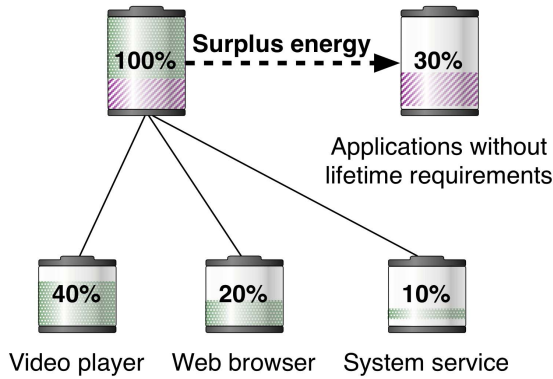 Surplus energy
100%
30%
Applications without
lifetime requirements
40%
20%
10%
Video player
Web browser
System service